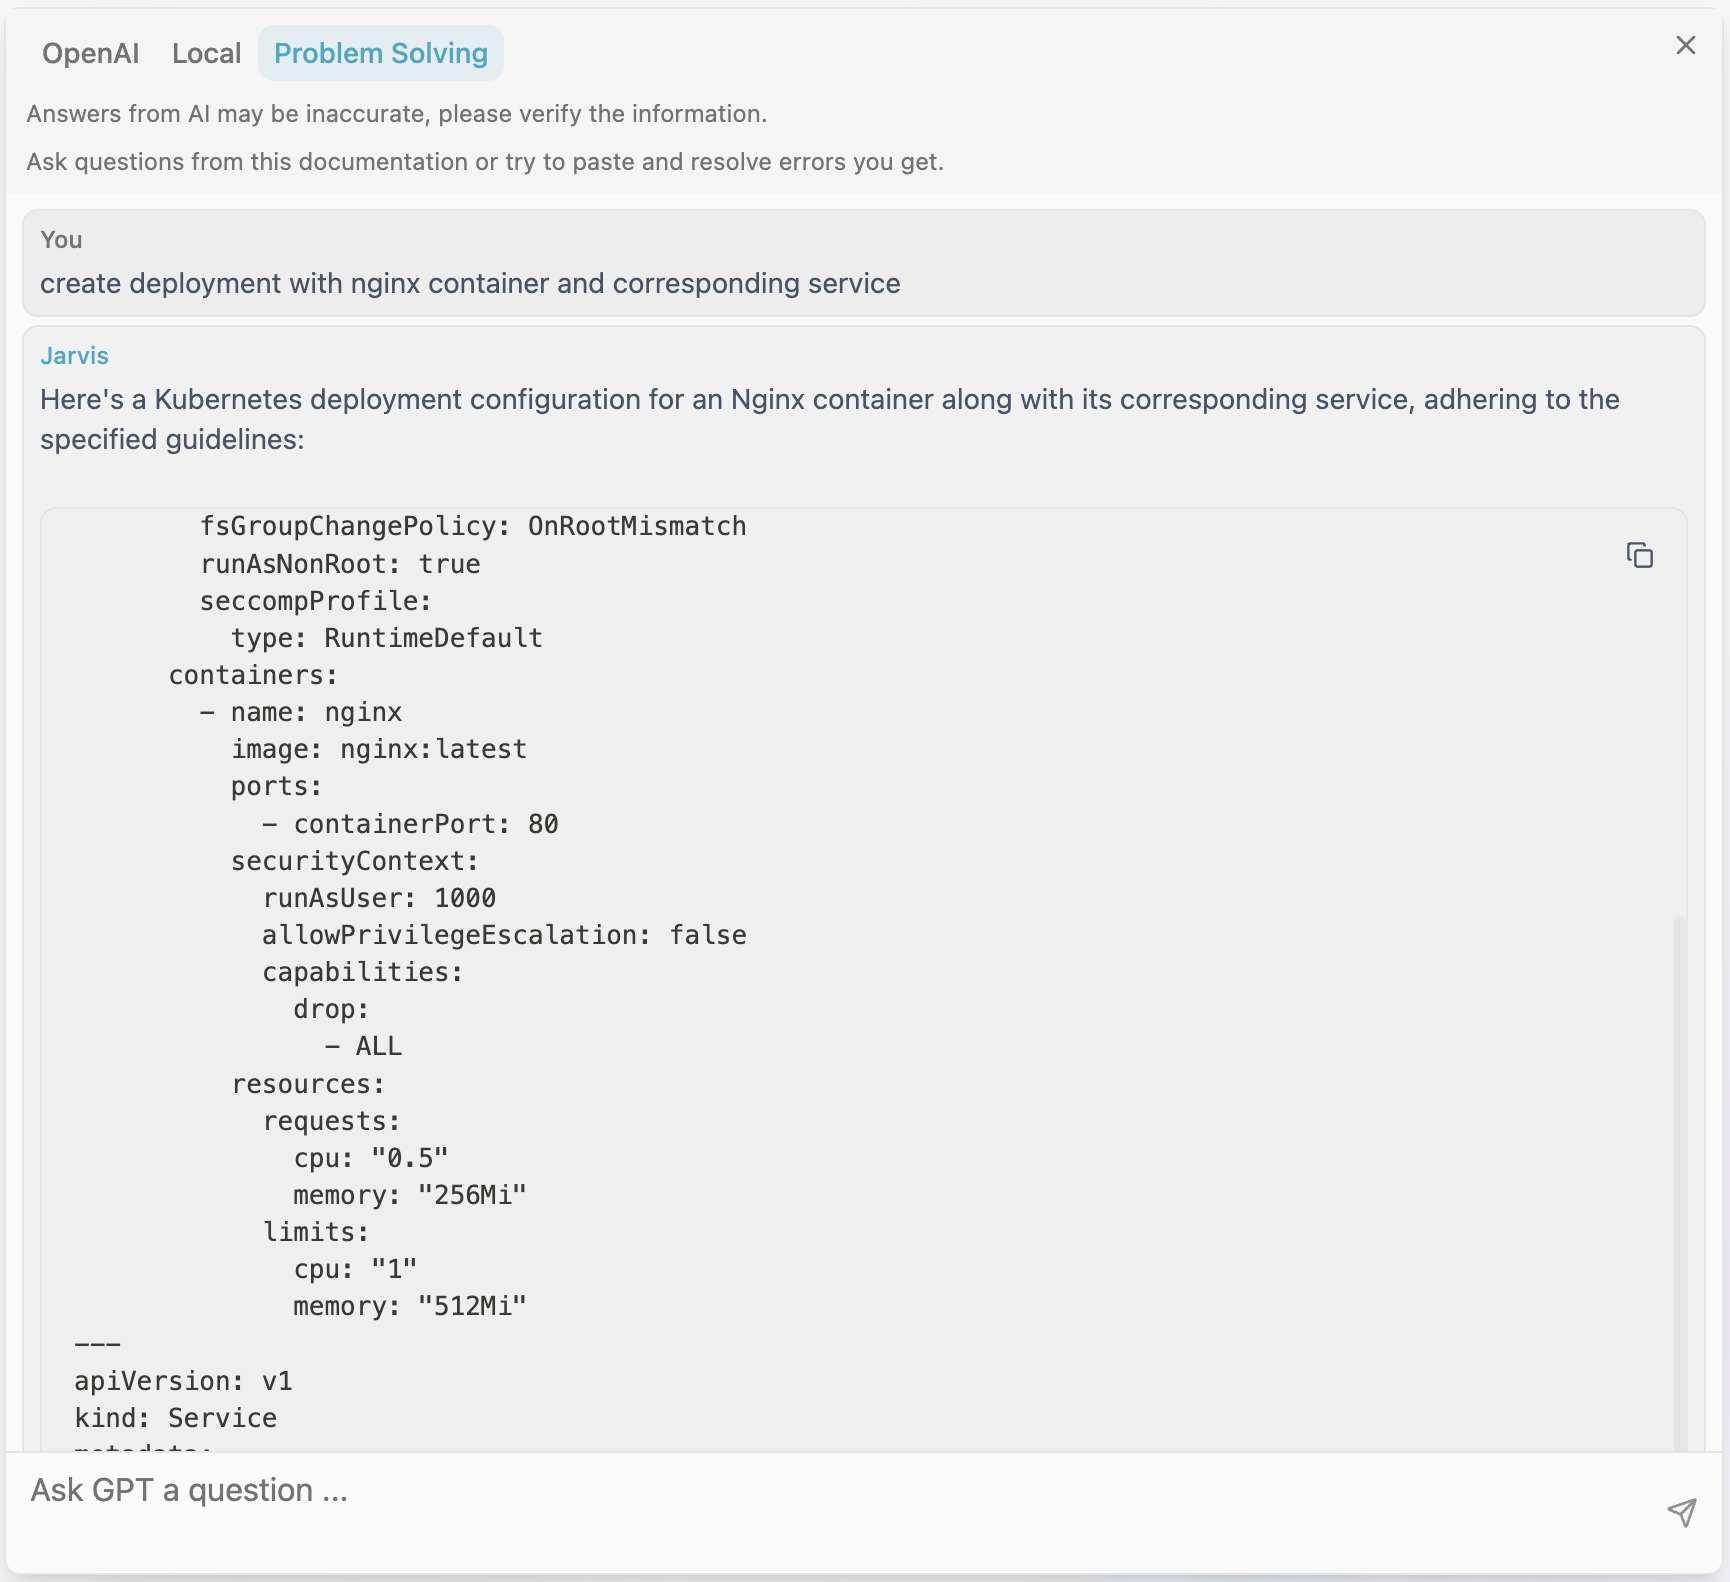 OpenAI Local Problem Solving
Answers from AI may be inaccurate, please verify the information.
Ask questions from this documentation or try to paste and resolve errors you get.
You
create deployment with nginx container and corresponding service
Jarvis
Here's a Kubernetes deployment configuration for an Nginx container along with its corresponding service, adhering to the
specified guidelines:
        fsGroupChangePolicy: OnRootMismatch
        runAsNonRoot: true
        seccompProfile:
          type: RuntimeDefault
      containers:
        - name: nginx
          image: nginx:latest
          ports:
            - containerPort: 80
          securityContext:
            runAsUser: 1000
            allowPrivilegeEscalation: false
            capabilities:
              drop:
                - ALL
          resources:
            requests:
              cpu: "0.5"
              memory: "256Mi"
            limits:
              cpu: "1"
              memory: "512Mi"
---
apiVersion: v1
kind: Service
metadata:
Ask GPT a question ...